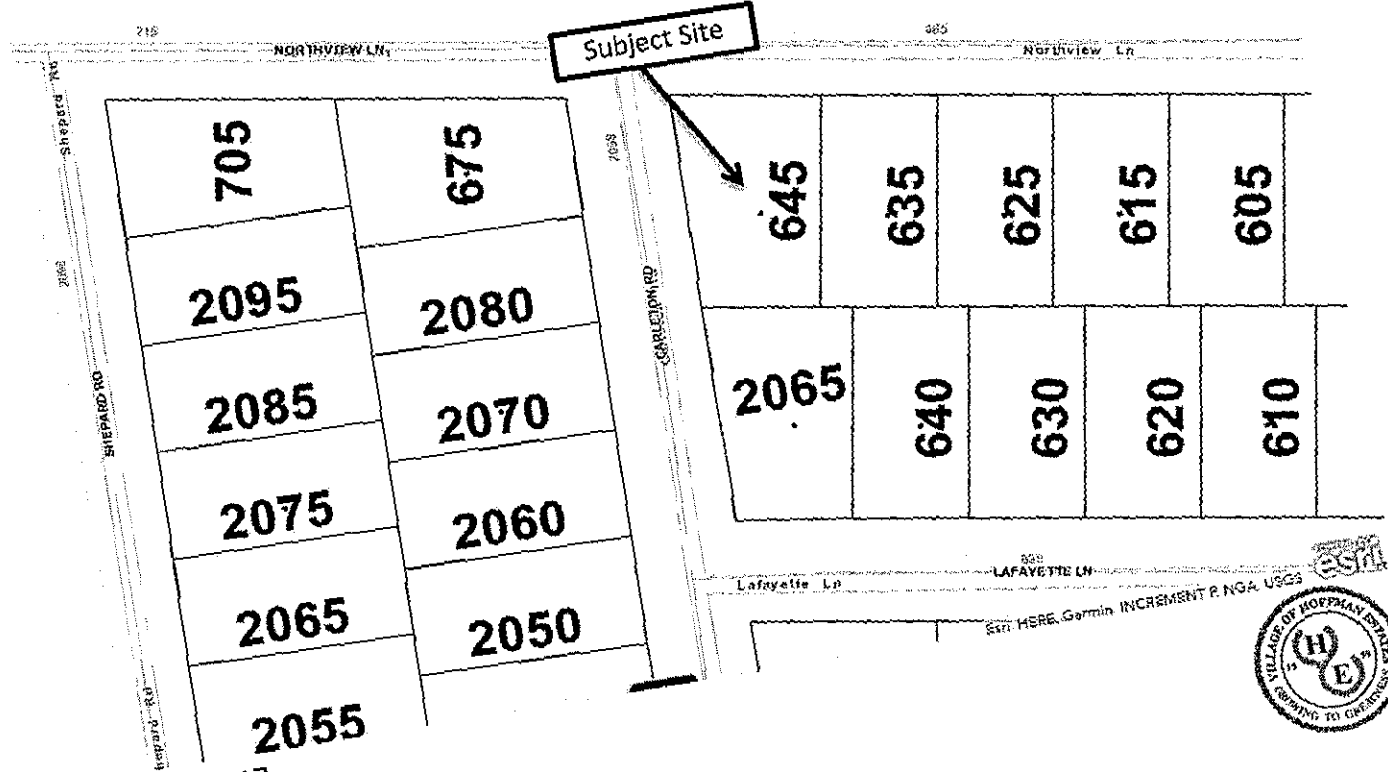 Subject Site
NORTHVIEW LN
Northview Ln
Shepard Rd
705
675
645
635
625
615
605
2095
2080
CARLETON RD
SHEPARD RD
2085
2070
2065
640
630
620
610
2075
2060
Lafayette Ln
LAFAYETTE LN
esri
Esri, HERE, Garmin, INCREMENT P, NGA, USGS
2065
2050
2055
VILLAGE OF HOFFMAN ESTATES
"H E"
GROWING TO GREATNESS